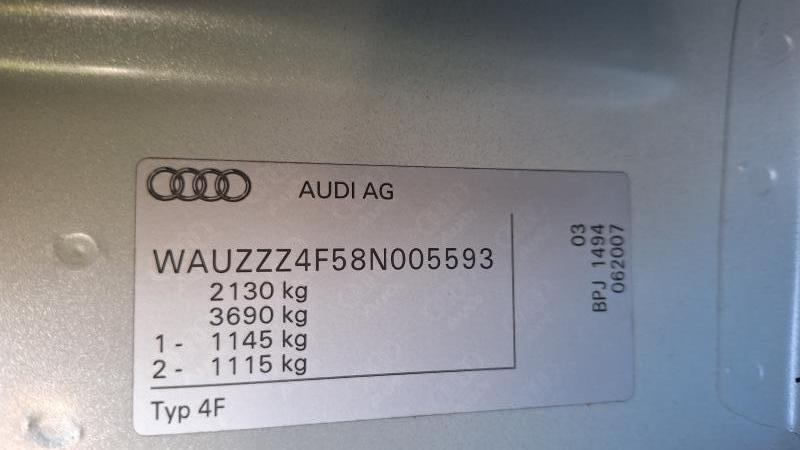 AUDI AG
WAUZZZ4F58N005593
2130 kg
3690 kg
1 - 1145 kg
2 - 1115 kg
Typ 4F
03
BPJ 1494
062007